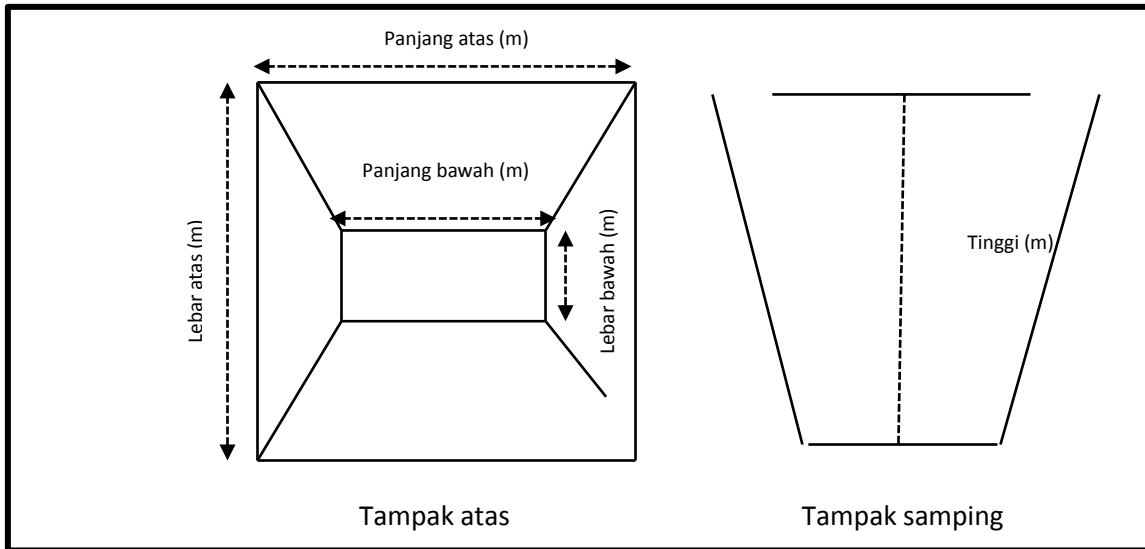 Panjang atas (m)
Panjang bawah (m)
Lebar atas (m)
Lebar bawah (m)
Tinggi (m)
Tampak atas
Tampak samping